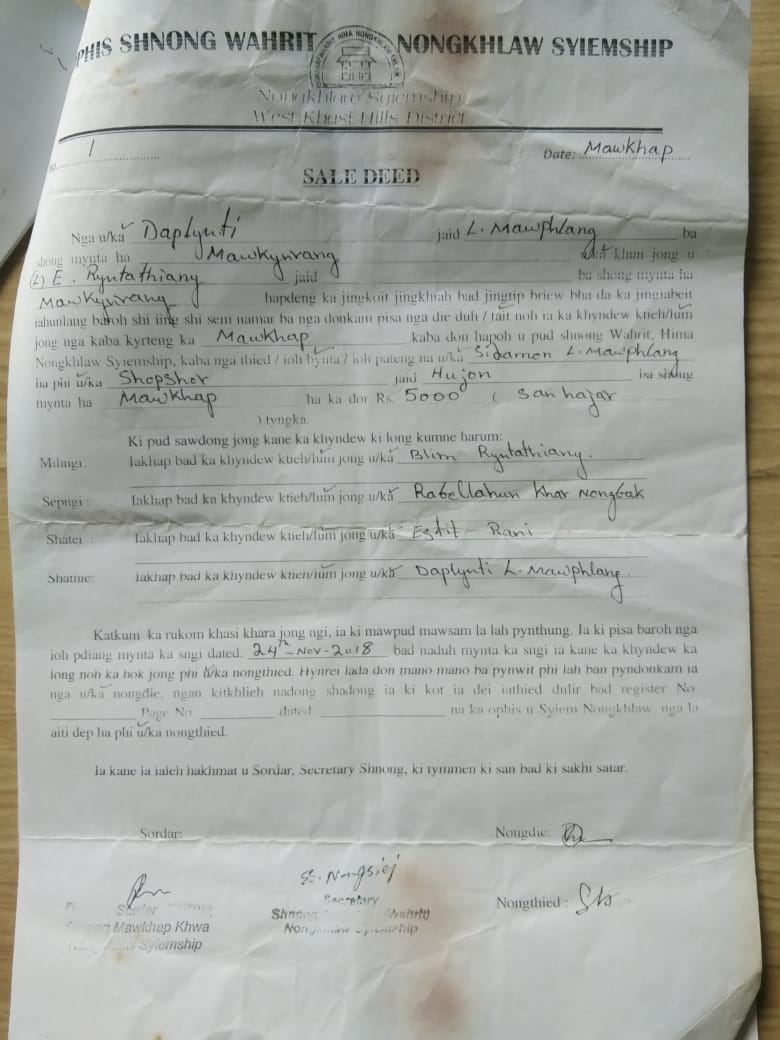 OPHIS SHNONG WAHRIT NONGKHLAW SYIEMSHIP
Nongkhlaw Syiemship
West Khasi Hills District
No. 1 Date: Mawkhap
SALE DEED
Nga u/ka Daplynti jaid L. Mawphlang ba
shong mynta ha Mawkynrang u/ka khun jong u
(L) E. Ryntathiang jaid ba shong mynta ha
Mawkynrang hapdeng ka jingkoit jingkhiah bad jingtip briew bha da ka jingiabeit
iahunlang baroh shi iing shi sem namar ba nga donkam pisa nga die duh / tait noh ia ka khyndew ktieh/lum
jong nga kaba kyrteng ka Mawkhap kaba don hapoh u pud shnong Wahrit, Hima
Nongkhlaw Syiemship, kaba nga thied / ioh bynta / ioh pateng na u/ka Sidamon L. Mawphlang
ha phi u/ka Shopshor jaid Hujon ba shong
mynta ha Mawkhap ha ka dor Rs. 5000 ( San hajar
) tyngka.
Ki pud sawdong jong kane ka khyndew ki long kumne harum:
Mihngi: Iakhap bad ka khyndew ktieh/lum jong u/ka Blim Ryntathiang.
Sepngi: Iakhap bad ka khyndew ktieh/lum jong u/ka Rabellahun Khar Nongbak
Shatei : Iakhap bad ka khyndew ktieh/lum jong u/ka Estit Rani
Shathie: Iakhap bad ka khyndew ktieh/lum jong u/ka Daplynti L. Mawphlang
Katkum ka rukom khasi khara jong ngi, ia ki mawpud mawsam la lah pynthung. Ia ki pisa baroh nga
ioh pdiang mynta ka sngi dated. 24th-Nov-2018 bad naduh mynta ka sngi ia kane ka khyndew ka
long noh ka hok jong phi u/ka nongthied. Hynrei lada don mano mano ba pynwit phi lah ban pyndonkam ia
nga u/ka nongdie, ngan kitkhlieh nadong shadong ia ki kot ia dei iathied dulir bad register No.
Page No. dated na ka ophis u Syiem Nongkhlaw, nga la
aiti dep ha phi u/ka nongthied.
Ia kane la ialeh hakhmat u Sordar, Secretary Shnong, ki tymmen ki san bad ki sakhi satar.
Sordar: Nongdie:
S. Nongsiej
Secretary
Nongthied :
Sordar
Shnong (Wahrit)
Shnong Mawkhap Khwa
Nongkhlaw Syiemship
Syiemship